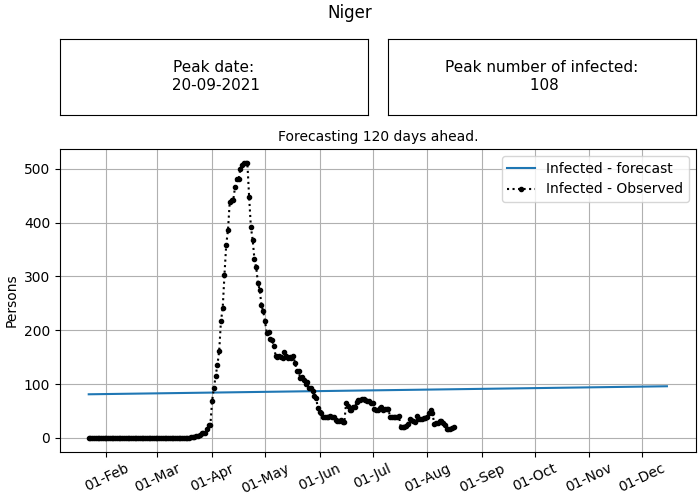 Niger
Peak date:
20-09-2021
Peak number of infected:
108
Forecasting 120 days ahead.
Infected - forecast
Infected - Observed
Persons
500
400
300
200
100
0
01-Feb
01-Mar
01-Apr
01-May
01-Jun
01-Jul
01-Aug
01-Sep
01-Oct
01-Nov
01-Dec